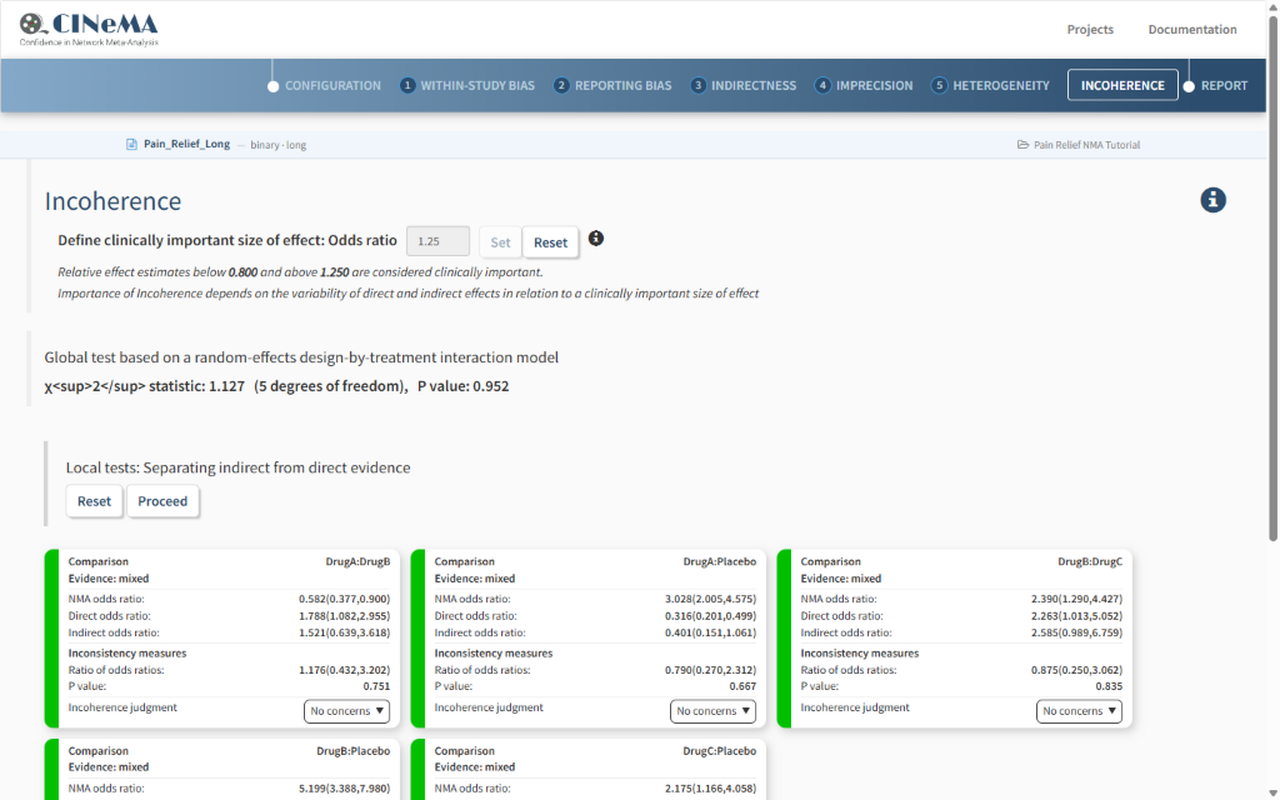 CINeMA
Confidence in Network Meta-Analysis
Projects
Documentation
CONFIGURATION
1 WITHIN-STUDY BIAS
2 REPORTING BIAS
3 INDIRECTNESS
4 IMPRECISION
5 HETEROGENEITY
INCOHERENCE
REPORT
Pain_Relief_Long — binary · long
Pain Relief NMA Tutorial
Incoherence
Define clinically important size of effect: Odds ratio 1.25 Set Reset
Relative effect estimates below 0.800 and above 1.250 are considered clinically important.
Importance of Incoherence depends on the variability of direct and indirect effects in relation to a clinically important size of effect
Global test based on a random-effects design-by-treatment interaction model
χ<sup>2</sup> statistic: 1.127 (5 degrees of freedom), P value: 0.952
Local tests: Separating indirect from direct evidence
Reset Proceed
Comparison DrugA:DrugB
Evidence: mixed
NMA odds ratio: 0.582(0.377,0.900)
Direct odds ratio: 1.788(1.082,2.955)
Indirect odds ratio: 1.521(0.639,3.618)
Inconsistency measures
Ratio of odds ratios: 1.176(0.432,3.202)
P value: 0.751
Incoherence judgment No concerns ▼
Comparison DrugA:Placebo
Evidence: mixed
NMA odds ratio: 3.028(2.005,4.575)
Direct odds ratio: 0.316(0.201,0.499)
Indirect odds ratio: 0.401(0.151,1.061)
Inconsistency measures
Ratio of odds ratios: 0.790(0.270,2.312)
P value: 0.667
Incoherence judgment No concerns ▼
Comparison DrugB:DrugC
Evidence: mixed
NMA odds ratio: 2.390(1.290,4.427)
Direct odds ratio: 2.263(1.013,5.052)
Indirect odds ratio: 2.585(0.989,6.759)
Inconsistency measures
Ratio of odds ratios: 0.875(0.250,3.062)
P value: 0.835
Incoherence judgment No concerns ▼
Comparison DrugB:Placebo
Evidence: mixed
NMA odds ratio: 5.199(3.388,7.980)
Comparison DrugC:Placebo
Evidence: mixed
NMA odds ratio: 2.175(1.166,4.058)